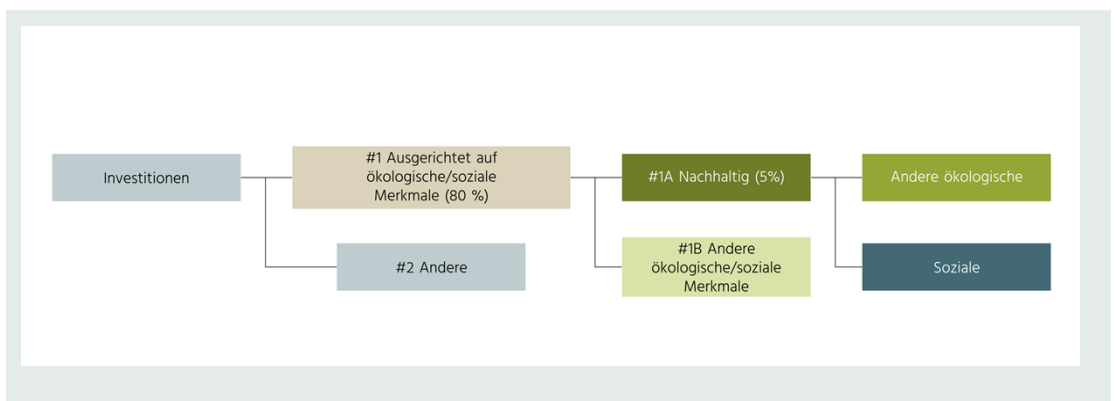 Investitionen
#1 Ausgerichtet auf
ökologische/soziale
Merkmale (80 %)
#2 Andere
#1A Nachhaltig (5%)
#1B Andere
ökologische/soziale
Merkmale
Andere ökologische
Soziale